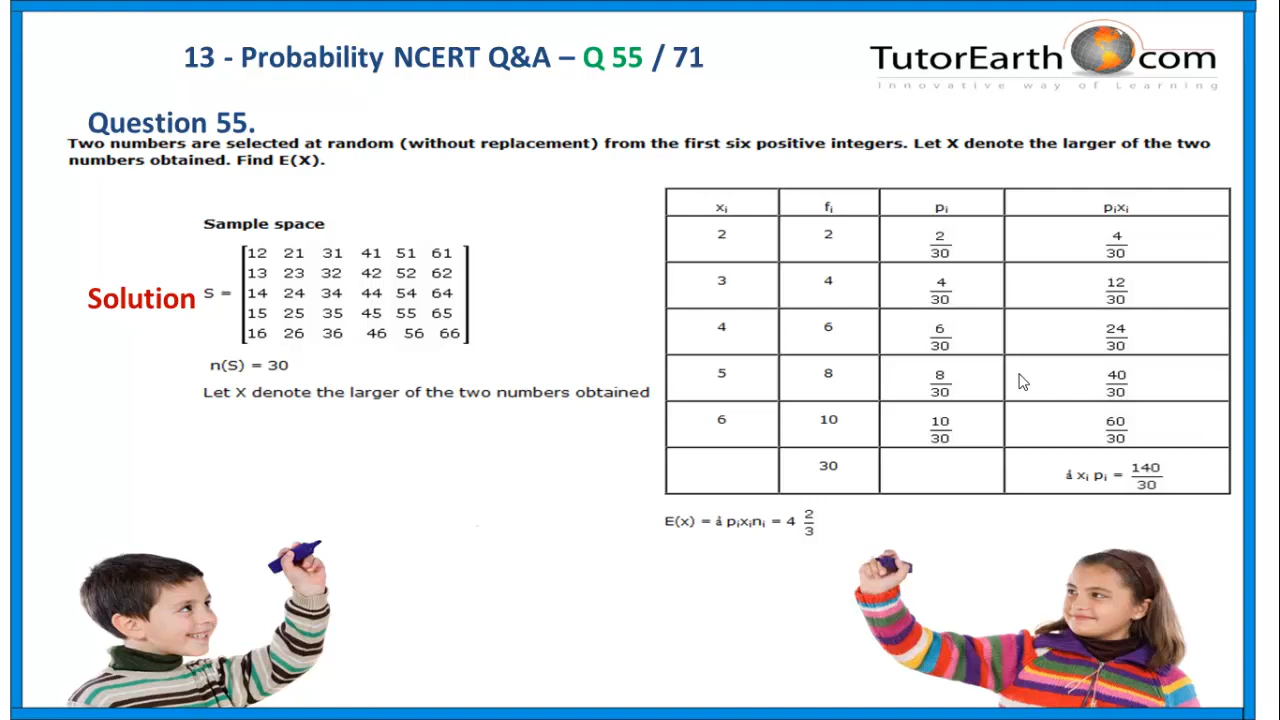 13 - Probability NCERT Q&A – Q 55 / 71
TutorEarth com
Innovative way of Learning
Question 55.
Two numbers are selected at random (without replacement) from the first six positive integers. Let X denote the larger of the two
numbers obtained. Find E(X).
Sample space
Solution
S =
12 21 31 41 51 61
13 23 32 42 52 62
14 24 34 44 54 64
15 25 35 45 55 65
16 26 36 46 56 66
n(S) = 30
Let X denote the larger of the two numbers obtained
xᵢ fᵢ pᵢ pᵢxᵢ
2 2 2/30 4/30
3 4 4/30 12/30
4 6 6/30 24/30
5 8 8/30 40/30
6 10 10/30 60/30
30 å xᵢ pᵢ = 140/30
E(x) = å pᵢxᵢnᵢ = 4 2/3